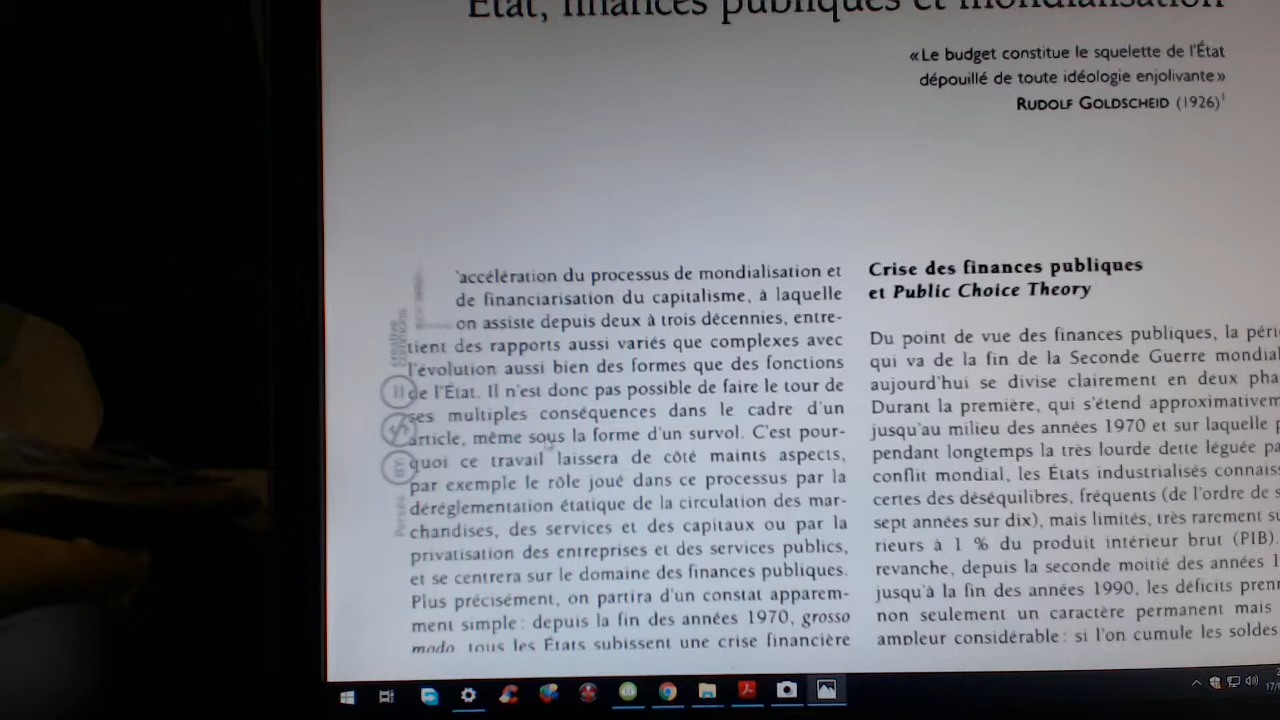 État, finances publiques et mondialisation
«Le budget constitue le squelette de l'État
dépouillé de toute idéologie enjolivante»
RUDOLF GOLDSCHEID (1926)1
L'accélération du processus de mondialisation et
de financiarisation du capitalisme, à laquelle
on assiste depuis deux à trois décennies, entre-
tient des rapports aussi variés que complexes avec
l'évolution aussi bien des formes que des fonctions
de l'État. Il n'est donc pas possible de faire le tour de
ses multiples conséquences dans le cadre d'un
article, même sous la forme d'un survol. C'est pour-
quoi ce travail laissera de côté maints aspects,
par exemple le rôle joué dans ce processus par la
déréglementation étatique de la circulation des mar-
chandises, des services et des capitaux ou par la
privatisation des entreprises et des services publics,
et se centrera sur le domaine des finances publiques.
Plus précisément, on partira d'un constat apparem-
ment simple : depuis la fin des années 1970, grosso
modo, tous les États subissent une crise financière
Crise des finances publiques
et Public Choice Theory
Du point de vue des finances publiques, la péri
qui va de la fin de la Seconde Guerre mondial
aujourd'hui se divise clairement en deux pha
Durant la première, qui s'étend approximativem
jusqu'au milieu des années 1970 et sur laquelle p
pendant longtemps la très lourde dette léguée pa
conflit mondial, les États industrialisés connais
certes des déséquilibres, fréquents (de l'ordre de s
sept années sur dix), mais limités, très rarement su
rieurs à 1 % du produit intérieur brut (PIB).
revanche, depuis la seconde moitié des années 1
jusqu'à la fin des années 1990, les déficits prenn
non seulement un caractère permanent mais
ampleur considérable : si l'on cumule les soldes
creative
commons
BY
17/0